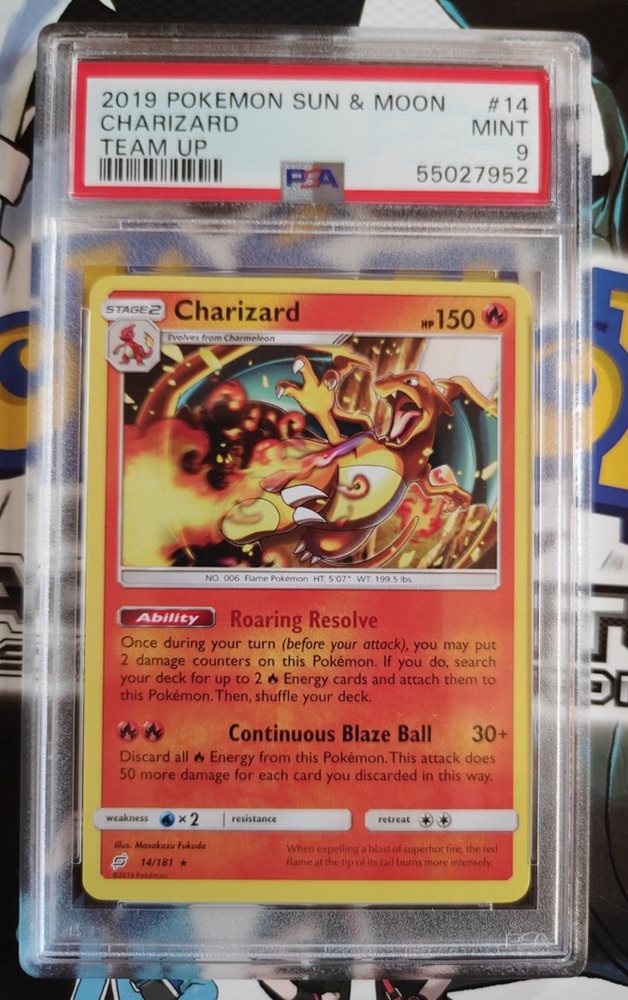 2019 POKEMON SUN & MOON #14
CHARIZARD MINT
TEAM UP 9
PSA 55027952
STAGE 2 Charizard HP 150
Evolves from Charmeleon
NO. 006 Flame Pokémon HT: 5'07" WT: 199.5 lbs.
Ability Roaring Resolve
Once during your turn (before your attack), you may put
2 damage counters on this Pokémon. If you do, search
your deck for up to 2 Energy cards and attach them to
this Pokémon. Then, shuffle your deck.
Continuous Blaze Ball 30+
Discard all Energy from this Pokémon. This attack does
50 more damage for each card you discarded in this way.
weakness ×2 resistance retreat
Illus. Masakazu Fukuda
14/181 ★
©2019 Pokémon
When expelling a blast of superhot fire, the red
flame at the tip of its tail burns more intensely.
PSA